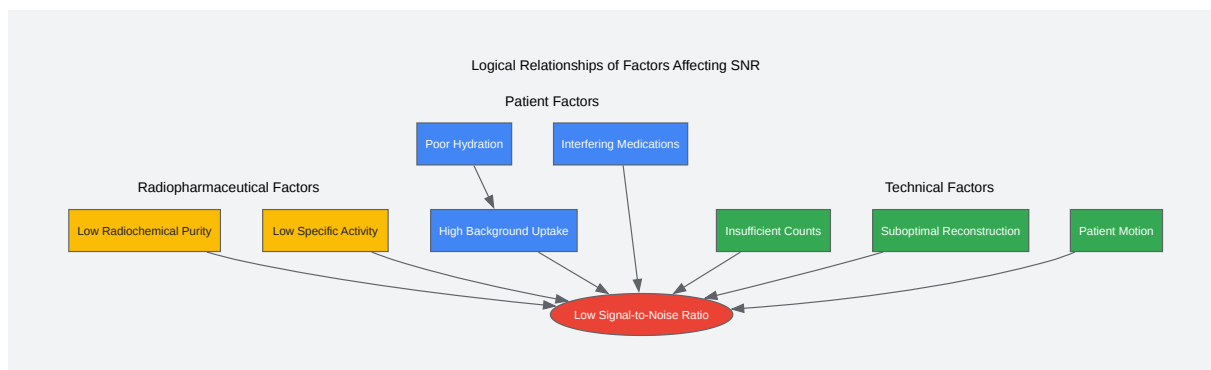 Logical Relationships of Factors Affecting SNR
Patient Factors
Poor Hydration
Interfering Medications
Radiopharmaceutical Factors
Technical Factors
Low Radiochemical Purity
Low Specific Activity
High Background Uptake
Insufficient Counts
Suboptimal Reconstruction
Patient Motion
Low Signal-to-Noise Ratio